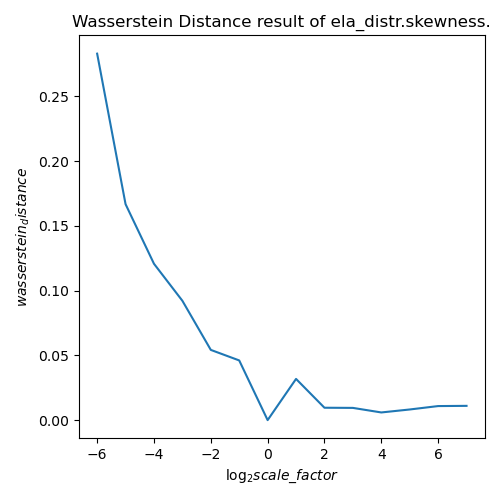 Wasserstein Distance result of ela_distr.skewness.
0.25
0.20
0.15
0.10
0.05
0.00
wasserstein_distance
−6 −4 −2 0 2 4 6
log₂scale_factor